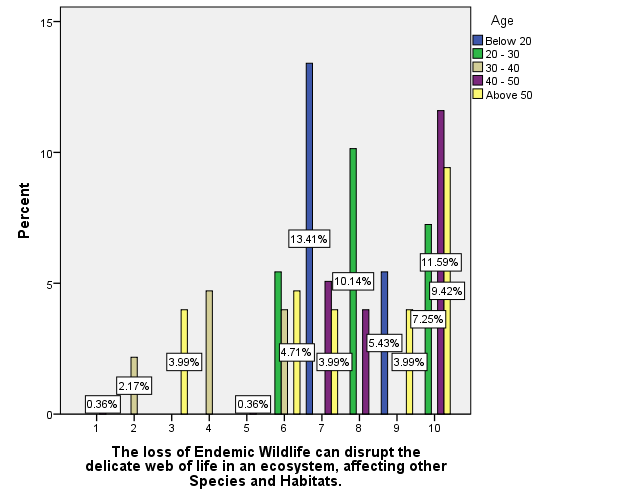 Age
Below 20
20 - 30
30 - 40
40 - 50
Above 50
15
10
5
0
Percent
13.41%
11.59%
10.14%
9.42%
7.25%
5.43%
4.71%
3.99%
3.99%
3.99%
2.17%
0.36%
0.36%
1 2 3 4 5 6 7 8 9 10
The loss of Endemic Wildlife can disrupt the
delicate web of life in an ecosystem, affecting other
Species and Habitats.